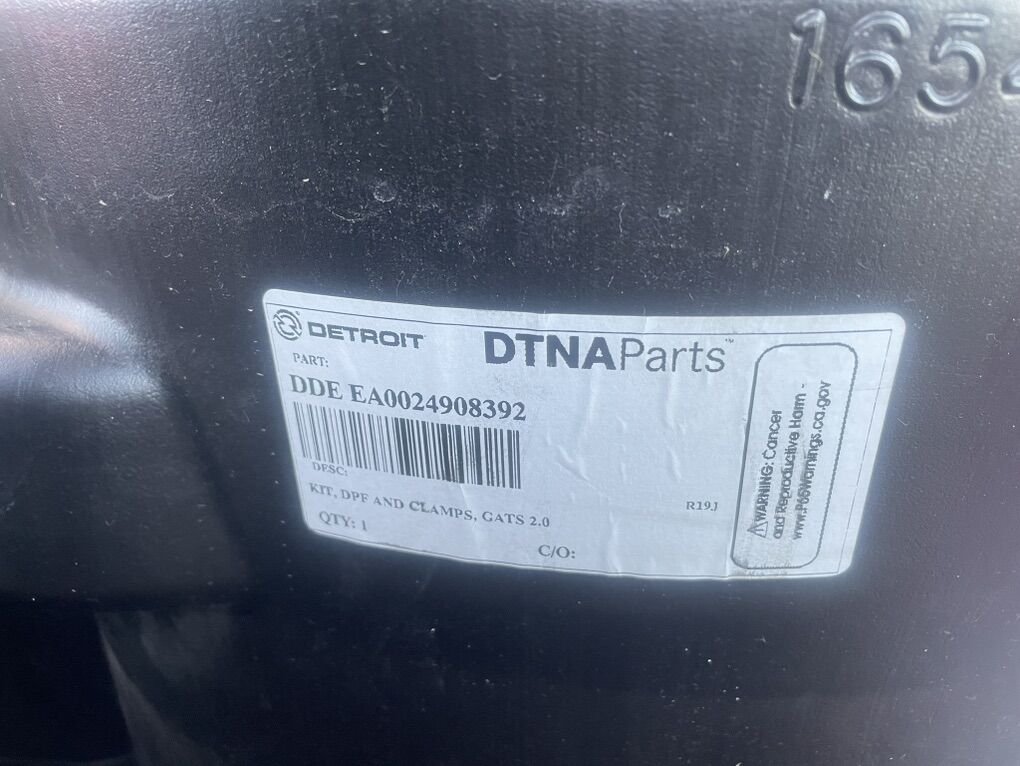 165
DETROIT
DTNAParts™
PART:
DDE EA0024908392
DESC:
KIT, DPF AND CLAMPS, GATS 2.0
R19J
QTY: 1
C/O:
⚠WARNING: Cancer
and Reproductive Harm -
www.P65Warnings.ca.gov